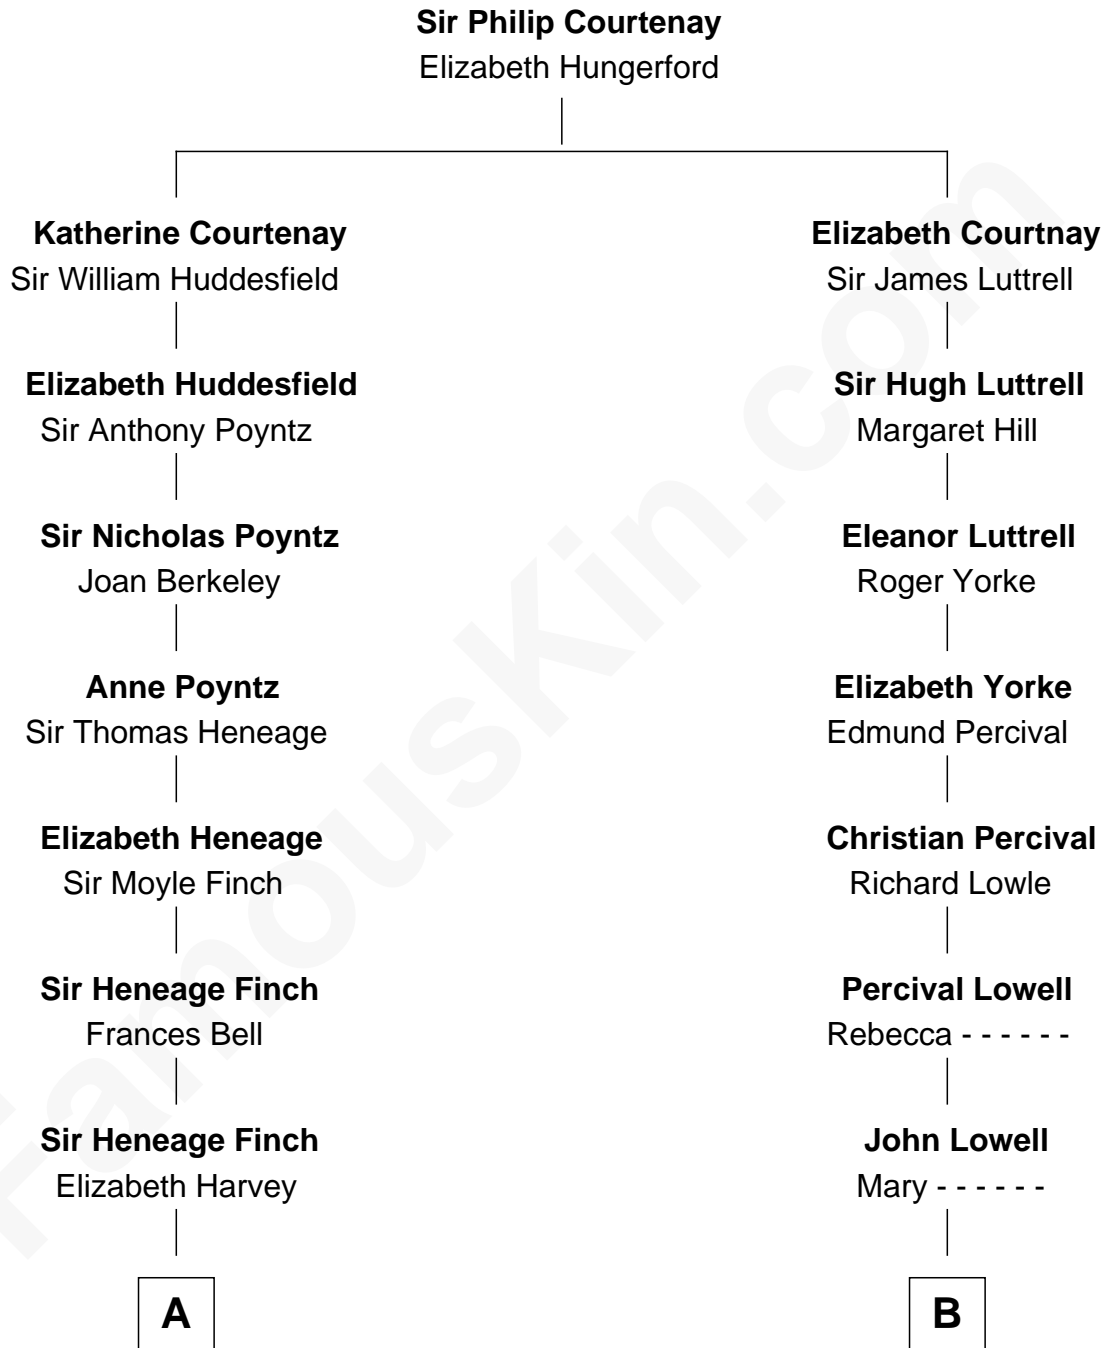 Sir Philip Courtenay
Elizabeth Hungerford
Katherine Courtenay
Sir William Huddesfield
Elizabeth Courtnay
Sir James Luttrell
Elizabeth Huddesfield
Sir Anthony Poyntz
Sir Hugh Luttrell
Margaret Hill
Sir Nicholas Poyntz
Joan Berkeley
Eleanor Luttrell
Roger Yorke
Anne Poyntz
Sir Thomas Heneage
Elizabeth Yorke
Edmund Percival
Elizabeth Heneage
Sir Moyle Finch
Christian Percival
Richard Lowle
Sir Heneage Finch
Frances Bell
Percival Lowell
Rebecca - - - - - -
Sir Heneage Finch
Elizabeth Harvey
John Lowell
Mary - - - - - -
A
B
FamousKin.com